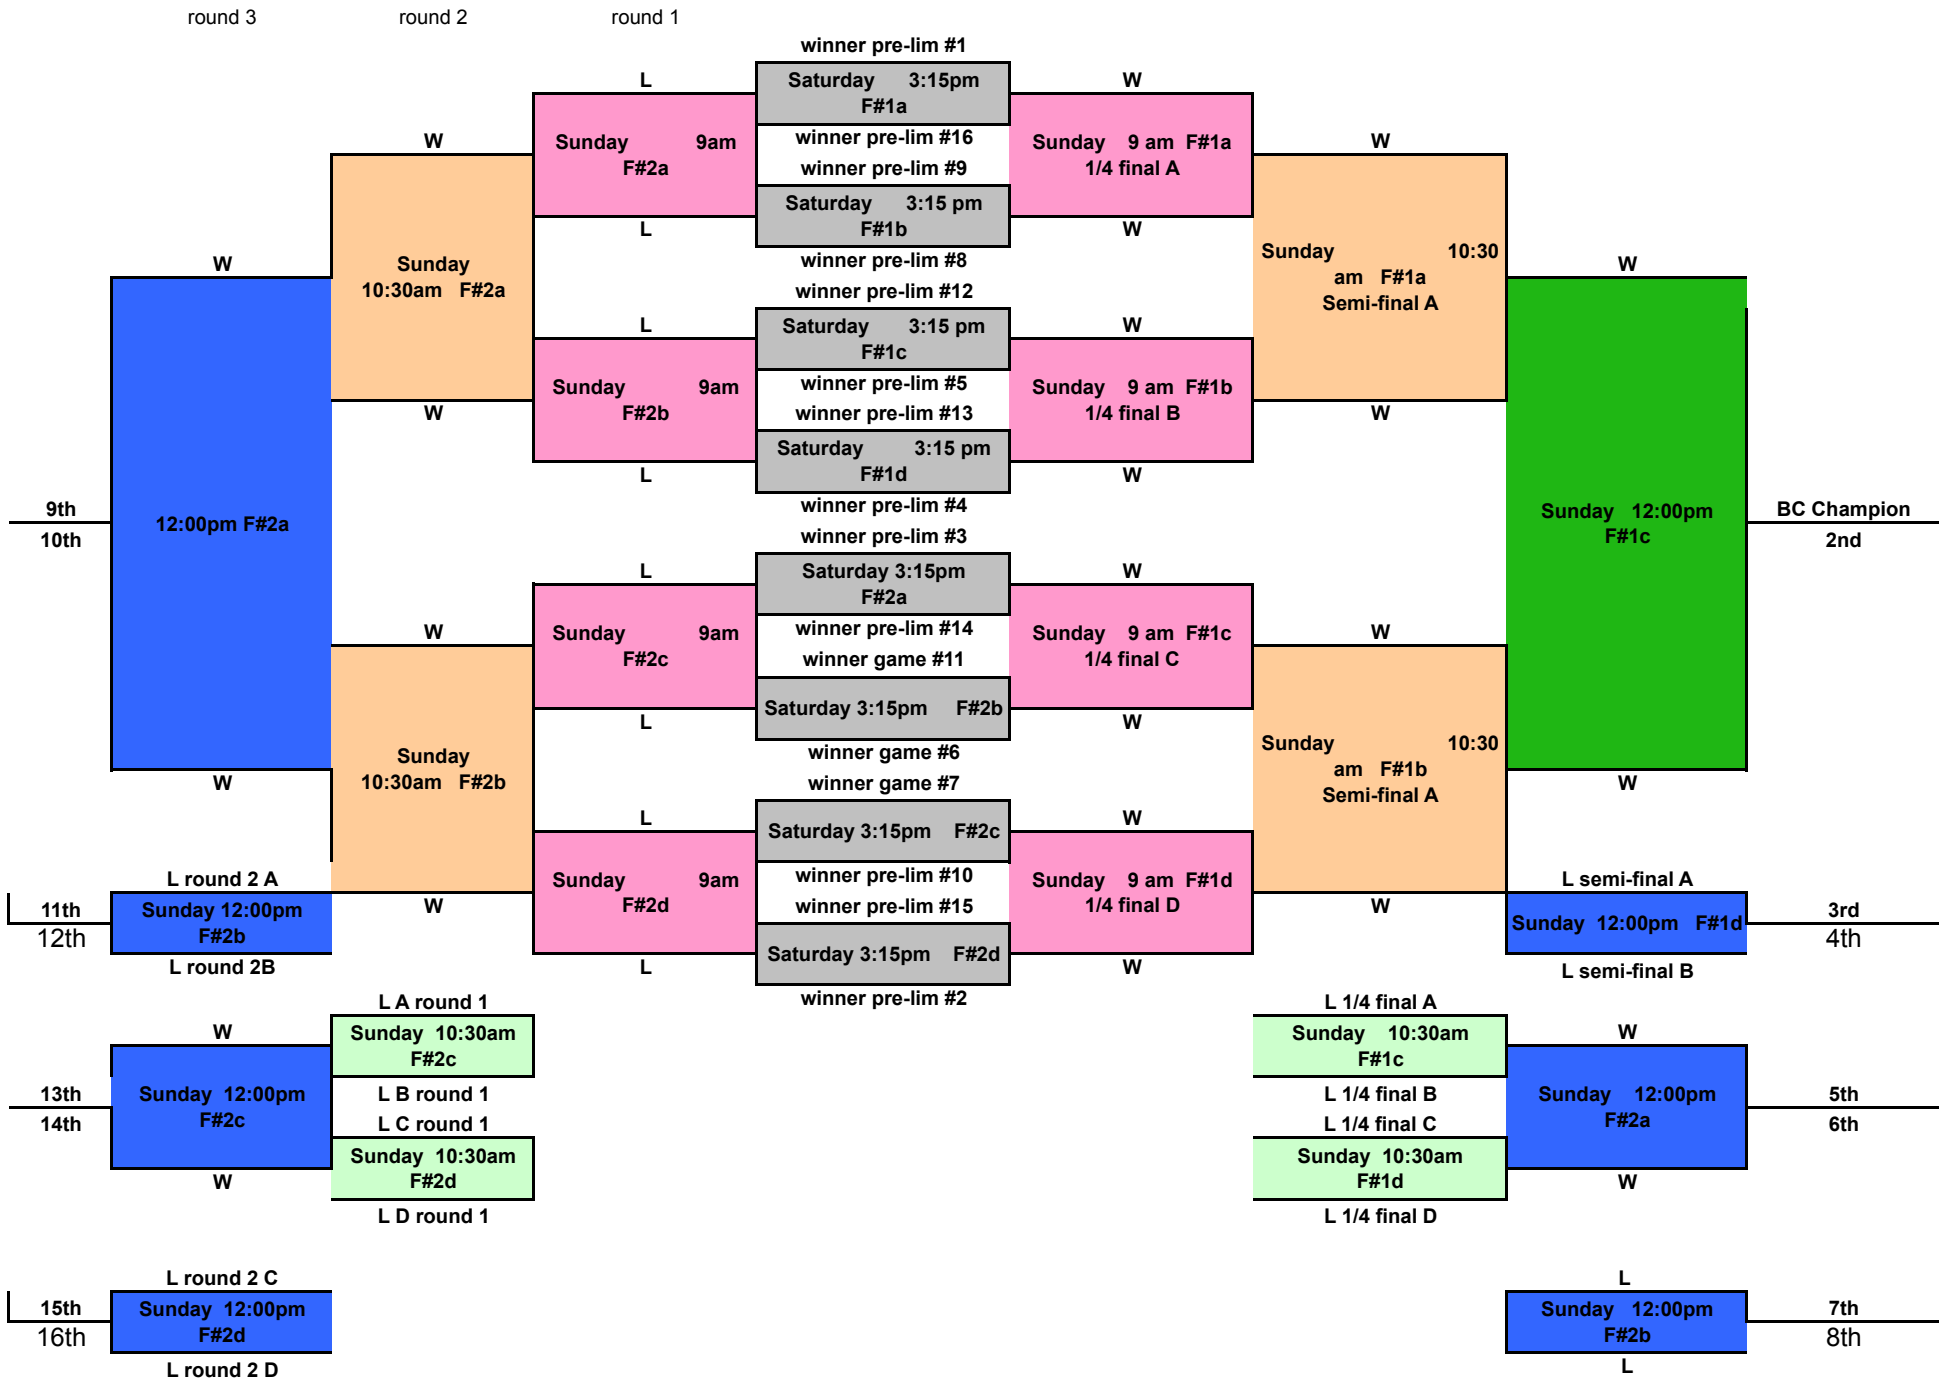 round 3 round 2 round 1
winner pre-lim #1
L
Saturday 3:15pm
F#1a
W
W
Sunday 9am
F#2a
winner pre-lim #16
winner pre-lim #9
Sunday 9 am F#1a
1/4 final A
W
L
Saturday 3:15 pm
F#1b
W
W
Sunday
10:30am F#2a
winner pre-lim #8
winner pre-lim #12
Sunday 10:30
am F#1a
Semi-final A
W
L
Saturday 3:15 pm
F#1c
W
W
Sunday 9am
F#2b
winner pre-lim #5
winner pre-lim #13
Sunday 9 am F#1b
1/4 final B
W
L
Saturday 3:15 pm
F#1d
W
9th
10th
12:00pm F#2a
winner pre-lim #4
winner pre-lim #3
Sunday 12:00pm
F#1c
BC Champion
2nd
L
Saturday 3:15pm
F#2a
W
W
Sunday 9am
F#2c
winner pre-lim #14
winner game #11
Sunday 9 am F#1c
1/4 final C
W
L
Saturday 3:15pm F#2b
W
W
Sunday
10:30am F#2b
winner game #6
winner game #7
Sunday 10:30
am F#1b
Semi-final A
W
L
Saturday 3:15pm F#2c
W
L round 2 A
W
Sunday 9am
F#2d
winner pre-lim #10
winner pre-lim #15
Sunday 9 am F#1d
1/4 final D
W
L semi-final A
11th
12th
Sunday 12:00pm
F#2b
L round 2B
L
Saturday 3:15pm F#2d
W
Sunday 12:00pm F#1d
3rd
4th
L semi-final B
L A round 1
winner pre-lim #2
L 1/4 final A
W
Sunday 10:30am
F#2c
Sunday 10:30am
F#1c
W
13th
14th
Sunday 12:00pm
F#2c
L B round 1
L C round 1
L 1/4 final B
L 1/4 final C
Sunday 12:00pm
F#2a
5th
6th
W
Sunday 10:30am
F#2d
Sunday 10:30am
F#1d
W
L D round 1
L 1/4 final D
L round 2 C
L
15th
16th
Sunday 12:00pm
F#2d
Sunday 12:00pm
F#2b
7th
8th
L round 2 D
L